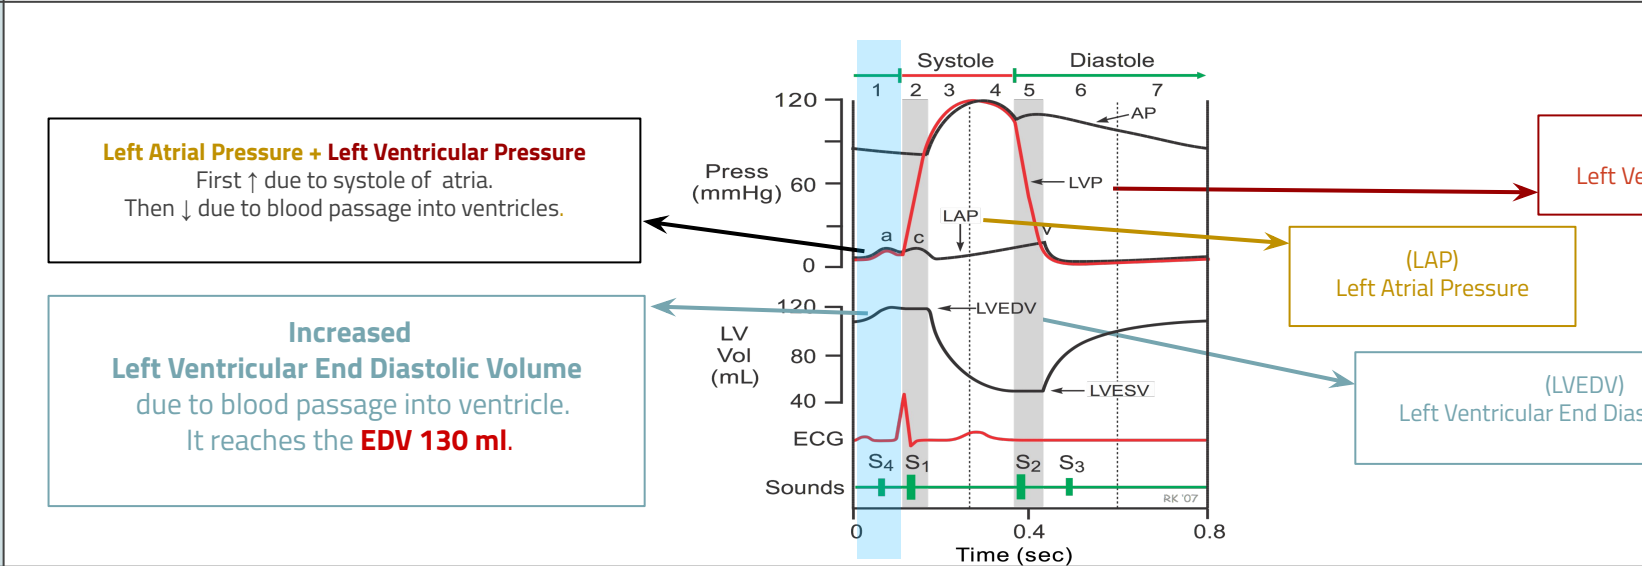 Left Atrial Pressure + Left Ventricular Pressure
First ↑ due to systole of atria.
Then ↓ due to blood passage into ventricles.
Increased
Left Ventricular End Diastolic Volume
due to blood passage into ventricle.
It reaches the EDV 130 ml.
Systole
Diastole
1 2 3 4 5 6 7
120
60
0
Press
(mmHg)
AP
LVP
LAP
a c v
120
80
40
LV
Vol
(mL)
LVEDV
LVESV
ECG
S4 S1 S2 S3
Sounds
RK '07
0 0.4 0.8
Time (sec)
Left Ve
(LAP)
Left Atrial Pressure
(LVEDV)
Left Ventricular End Dias